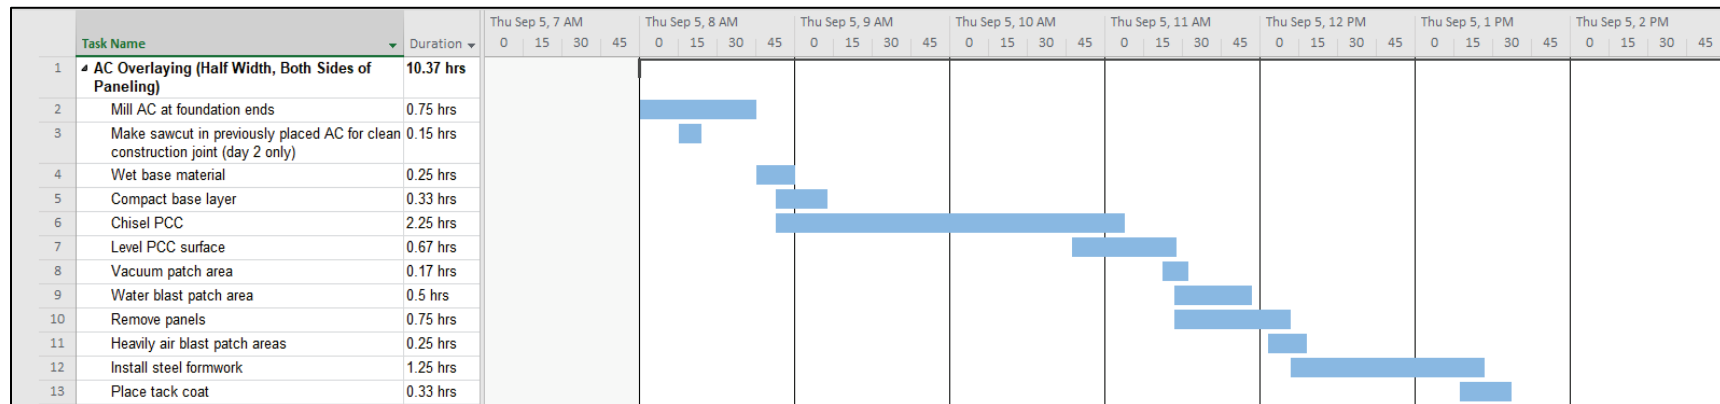 Thu Sep 5, 7 AM Thu Sep 5, 8 AM Thu Sep 5, 9 AM Thu Sep 5, 10 AM Thu Sep 5, 11 AM Thu Sep 5, 12 PM Thu Sep 5, 1 PM Thu Sep 5, 2 PM
Task Name Duration 0 15 30 45 0 15 30 45 0 15 30 45 0 15 30 45 0 15 30 45 0 15 30 45 0 15 30 45 0 15 30 45
1 AC Overlaying (Half Width, Both Sides of 10.37 hrs
Paneling)
2 Mill AC at foundation ends 0.75 hrs
3 Make sawcut in previously placed AC for clean 0.15 hrs
construction joint (day 2 only)
4 Wet base material 0.25 hrs
5 Compact base layer 0.33 hrs
6 Chisel PCC 2.25 hrs
7 Level PCC surface 0.67 hrs
8 Vacuum patch area 0.17 hrs
9 Water blast patch area 0.5 hrs
10 Remove panels 0.75 hrs
11 Heavily air blast patch areas 0.25 hrs
12 Install steel formwork 1.25 hrs
13 Place tack coat 0.33 hrs